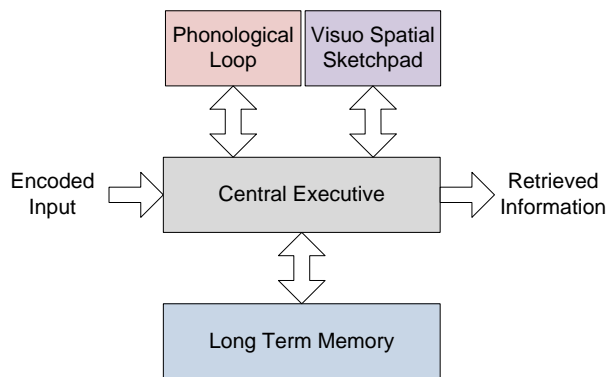 Phonological
Loop
Visuo Spatial
Sketchpad
Encoded
Input
Central Executive
Retrieved
Information
Long Term Memory